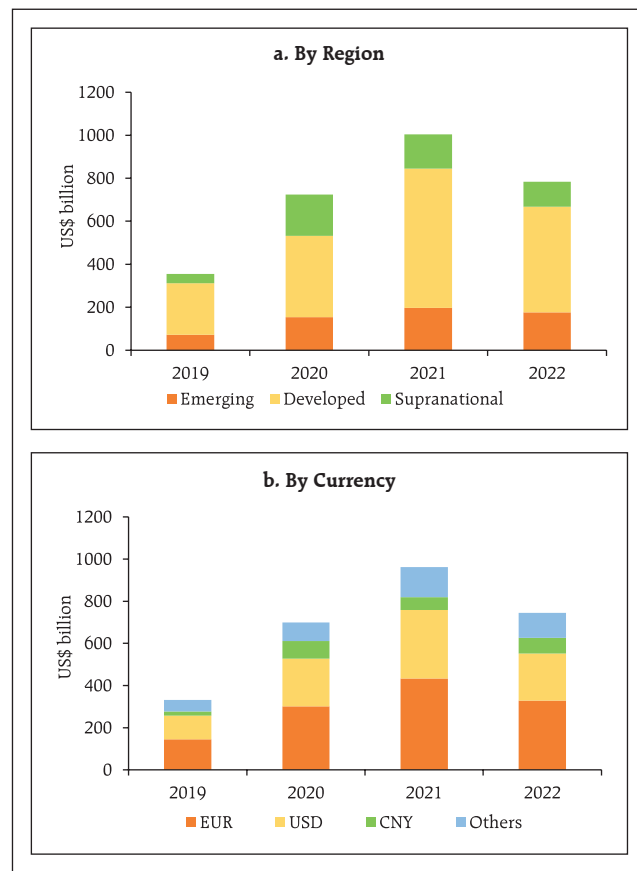 a. By Region
US$ billion
1200
1000
800
600
400
200
0
2019 2020 2021 2022
Emerging Developed Supranational
b. By Currency
US$ billion
1200
1000
800
600
400
200
0
2019 2020 2021 2022
EUR USD CNY Others